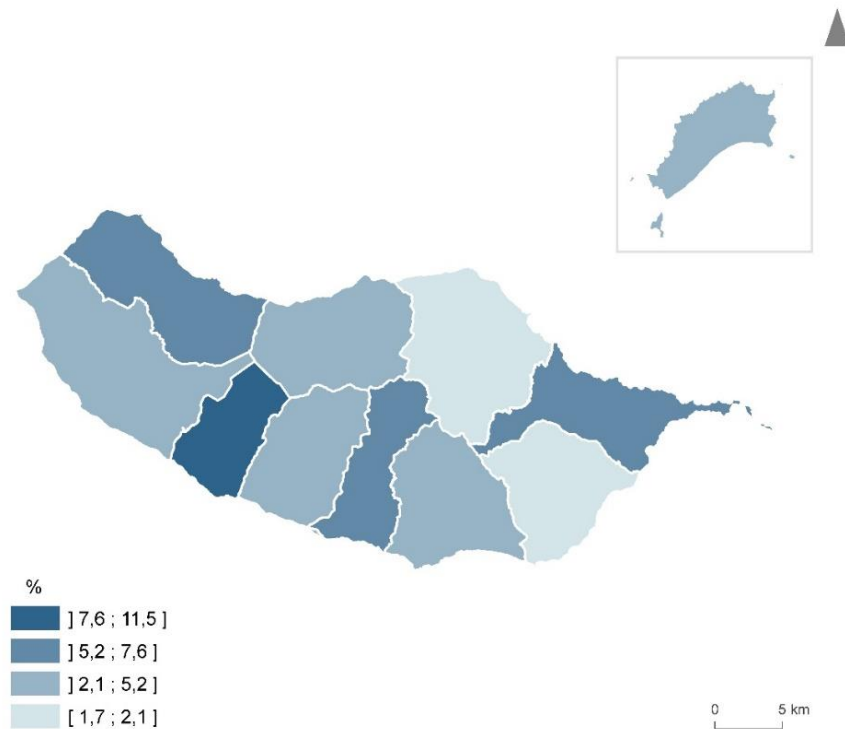 %
] 7,6 ; 11,5 ]
] 5,2 ; 7,6 ]
] 2,1 ; 5,2 ]
[ 1,7 ; 2,1 ]
0 5 km